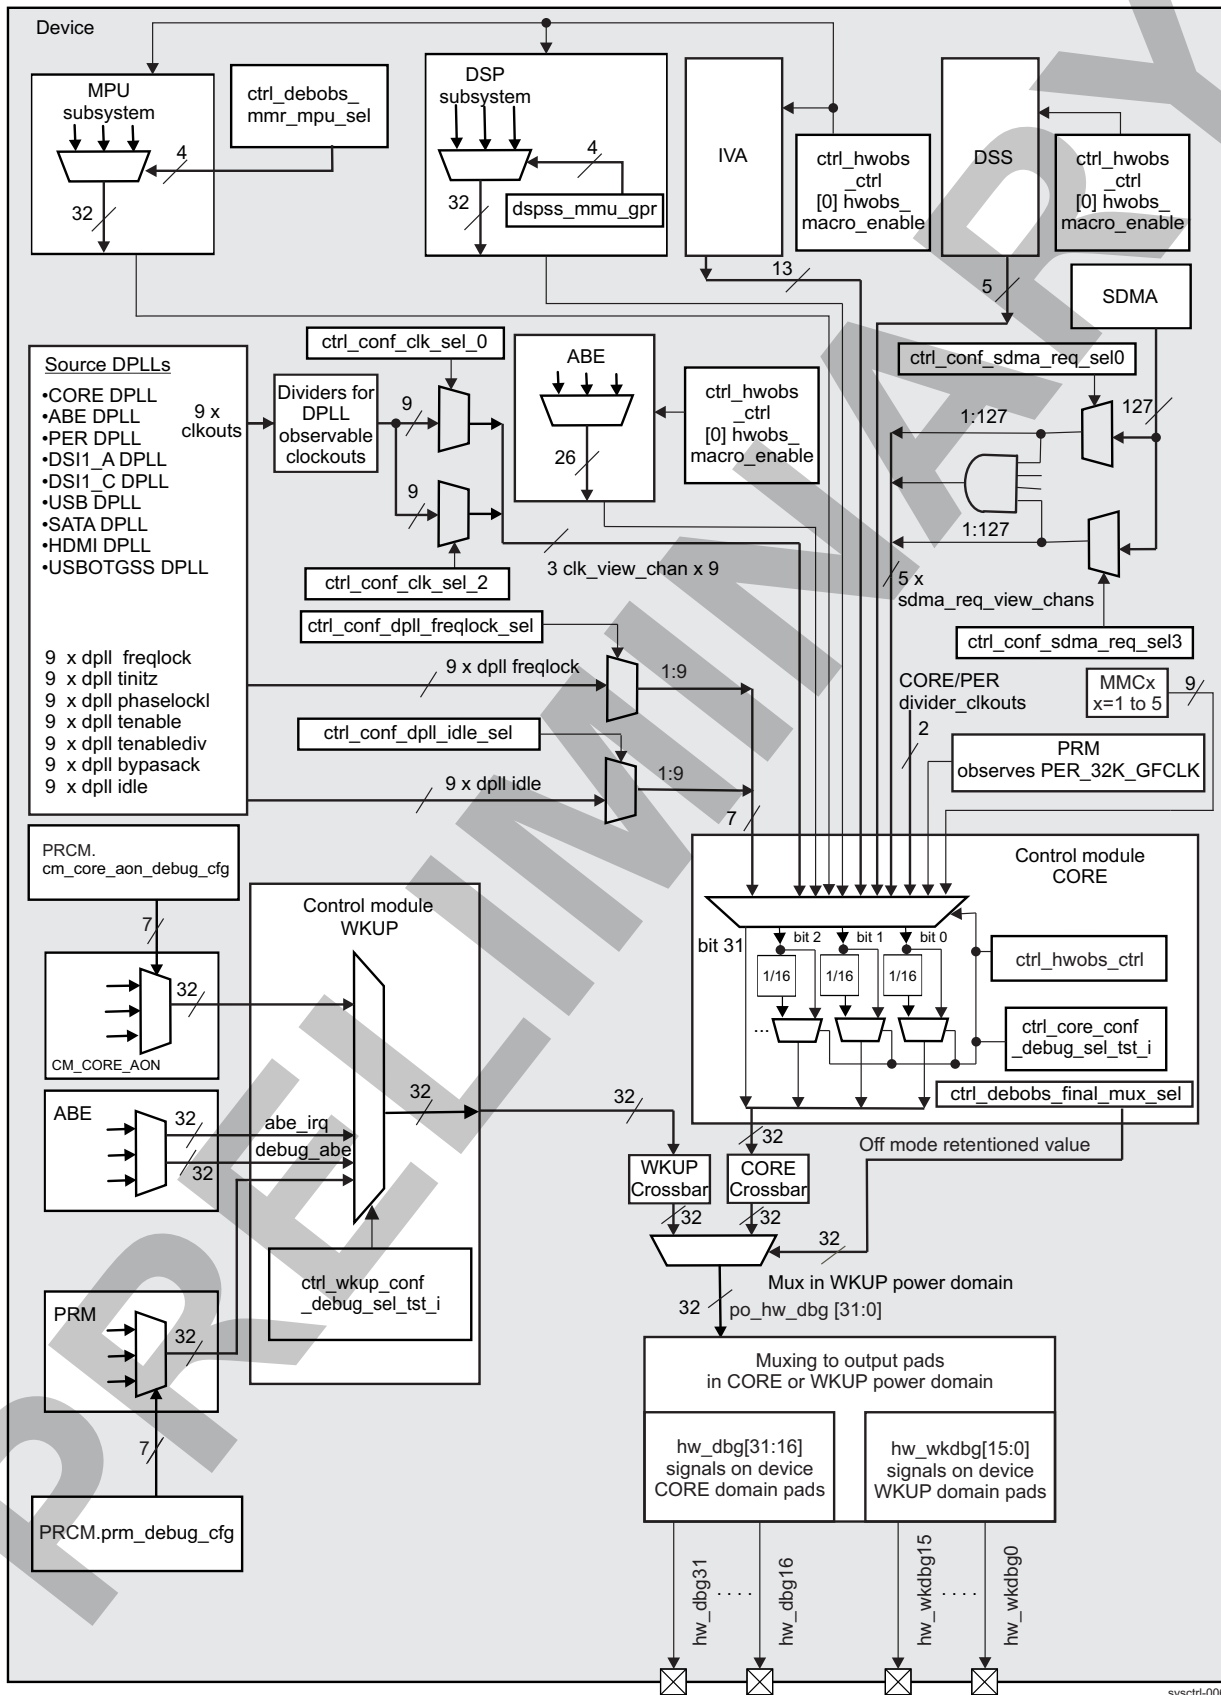 Device
MPU
subsystem
4
32
ctrl_debobs_
mmr_mpu_sel
DSP
subsystem
4
32
dspss_mmu_gpr
IVA
ctrl_hwobs
_ctrl
[0] hwobs_
macro_enable
DSS
ctrl_hwobs
_ctrl
[0] hwobs_
macro_enable
13
5
SDMA
ctrl_conf_clk_sel_0
ctrl_conf_sdma_req_sel0
Source DPLLs
•CORE DPLL
•ABE DPLL
•PER DPLL
•DSI1_A DPLL
•DSI1_C DPLL
•USB DPLL
•SATA DPLL
•HDMI DPLL
•USBOTGSS DPLL
9 x
clkouts
Dividers for
DPLL
observable
clockouts
9
9
ABE
26
ctrl_hwobs
_ctrl
[0] hwobs_
macro_enable
1:127
127
1:127
3 clk_view_chan x 9
5 x
sdma_req_view_chans
ctrl_conf_clk_sel_2
ctrl_conf_dpll_freqlock_sel
ctrl_conf_sdma_req_sel3
9 x dpll freqlock
9 x dpll tinitz
9 x dpll phaselockl
9 x dpll tenable
9 x dpll tenablediv
9 x dpll bypasack
9 x dpll idle
9 x dpll freqlock
1:9
ctrl_conf_dpll_idle_sel
9 x dpll idle
1:9
7
CORE/PER
divider_clkouts
2
MMCx
x=1 to 5
9
PRM
observes PER_32K_GFCLK
PRCM.
cm_core_aon_debug_cfg
7
32
CM_CORE_AON
Control module
WKUP
Control module
CORE
bit 31
bit 2
bit 1
bit 0
1/16
1/16
1/16
...
ctrl_hwobs_ctrl
ctrl_core_conf
_debug_sel_tst_i
ctrl_debobs_final_mux_sel
ABE
32
32
abe_irq
debug_abe
32
32
32
Off mode retentioned value
WKUP
Crossbar
CORE
Crossbar
32
32
32
ctrl_wkup_conf
_debug_sel_tst_i
Mux in WKUP power domain
32
po_hw_dbg [31:0]
PRM
32
7
PRCM.prm_debug_cfg
Muxing to output pads
in CORE or WKUP power domain
hw_dbg[31:16]
signals on device
CORE domain pads
hw_wkdbg[15:0]
signals on device
WKUP domain pads
hw_dbg31
....
hw_dbg16
hw_wkdbg15
....
hw_wkdbg0
PRELIMINARY